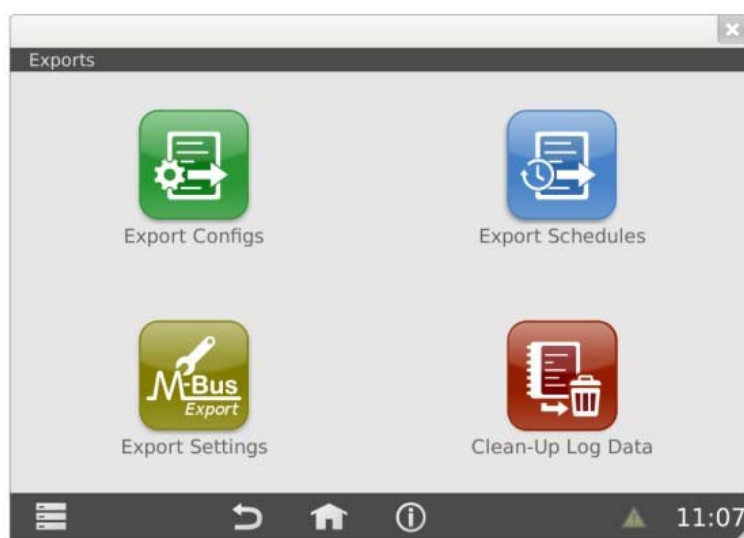 Exports
Export Configs
Export Schedules
M-Bus
Export
Export Settings
Clean-Up Log Data
11:07